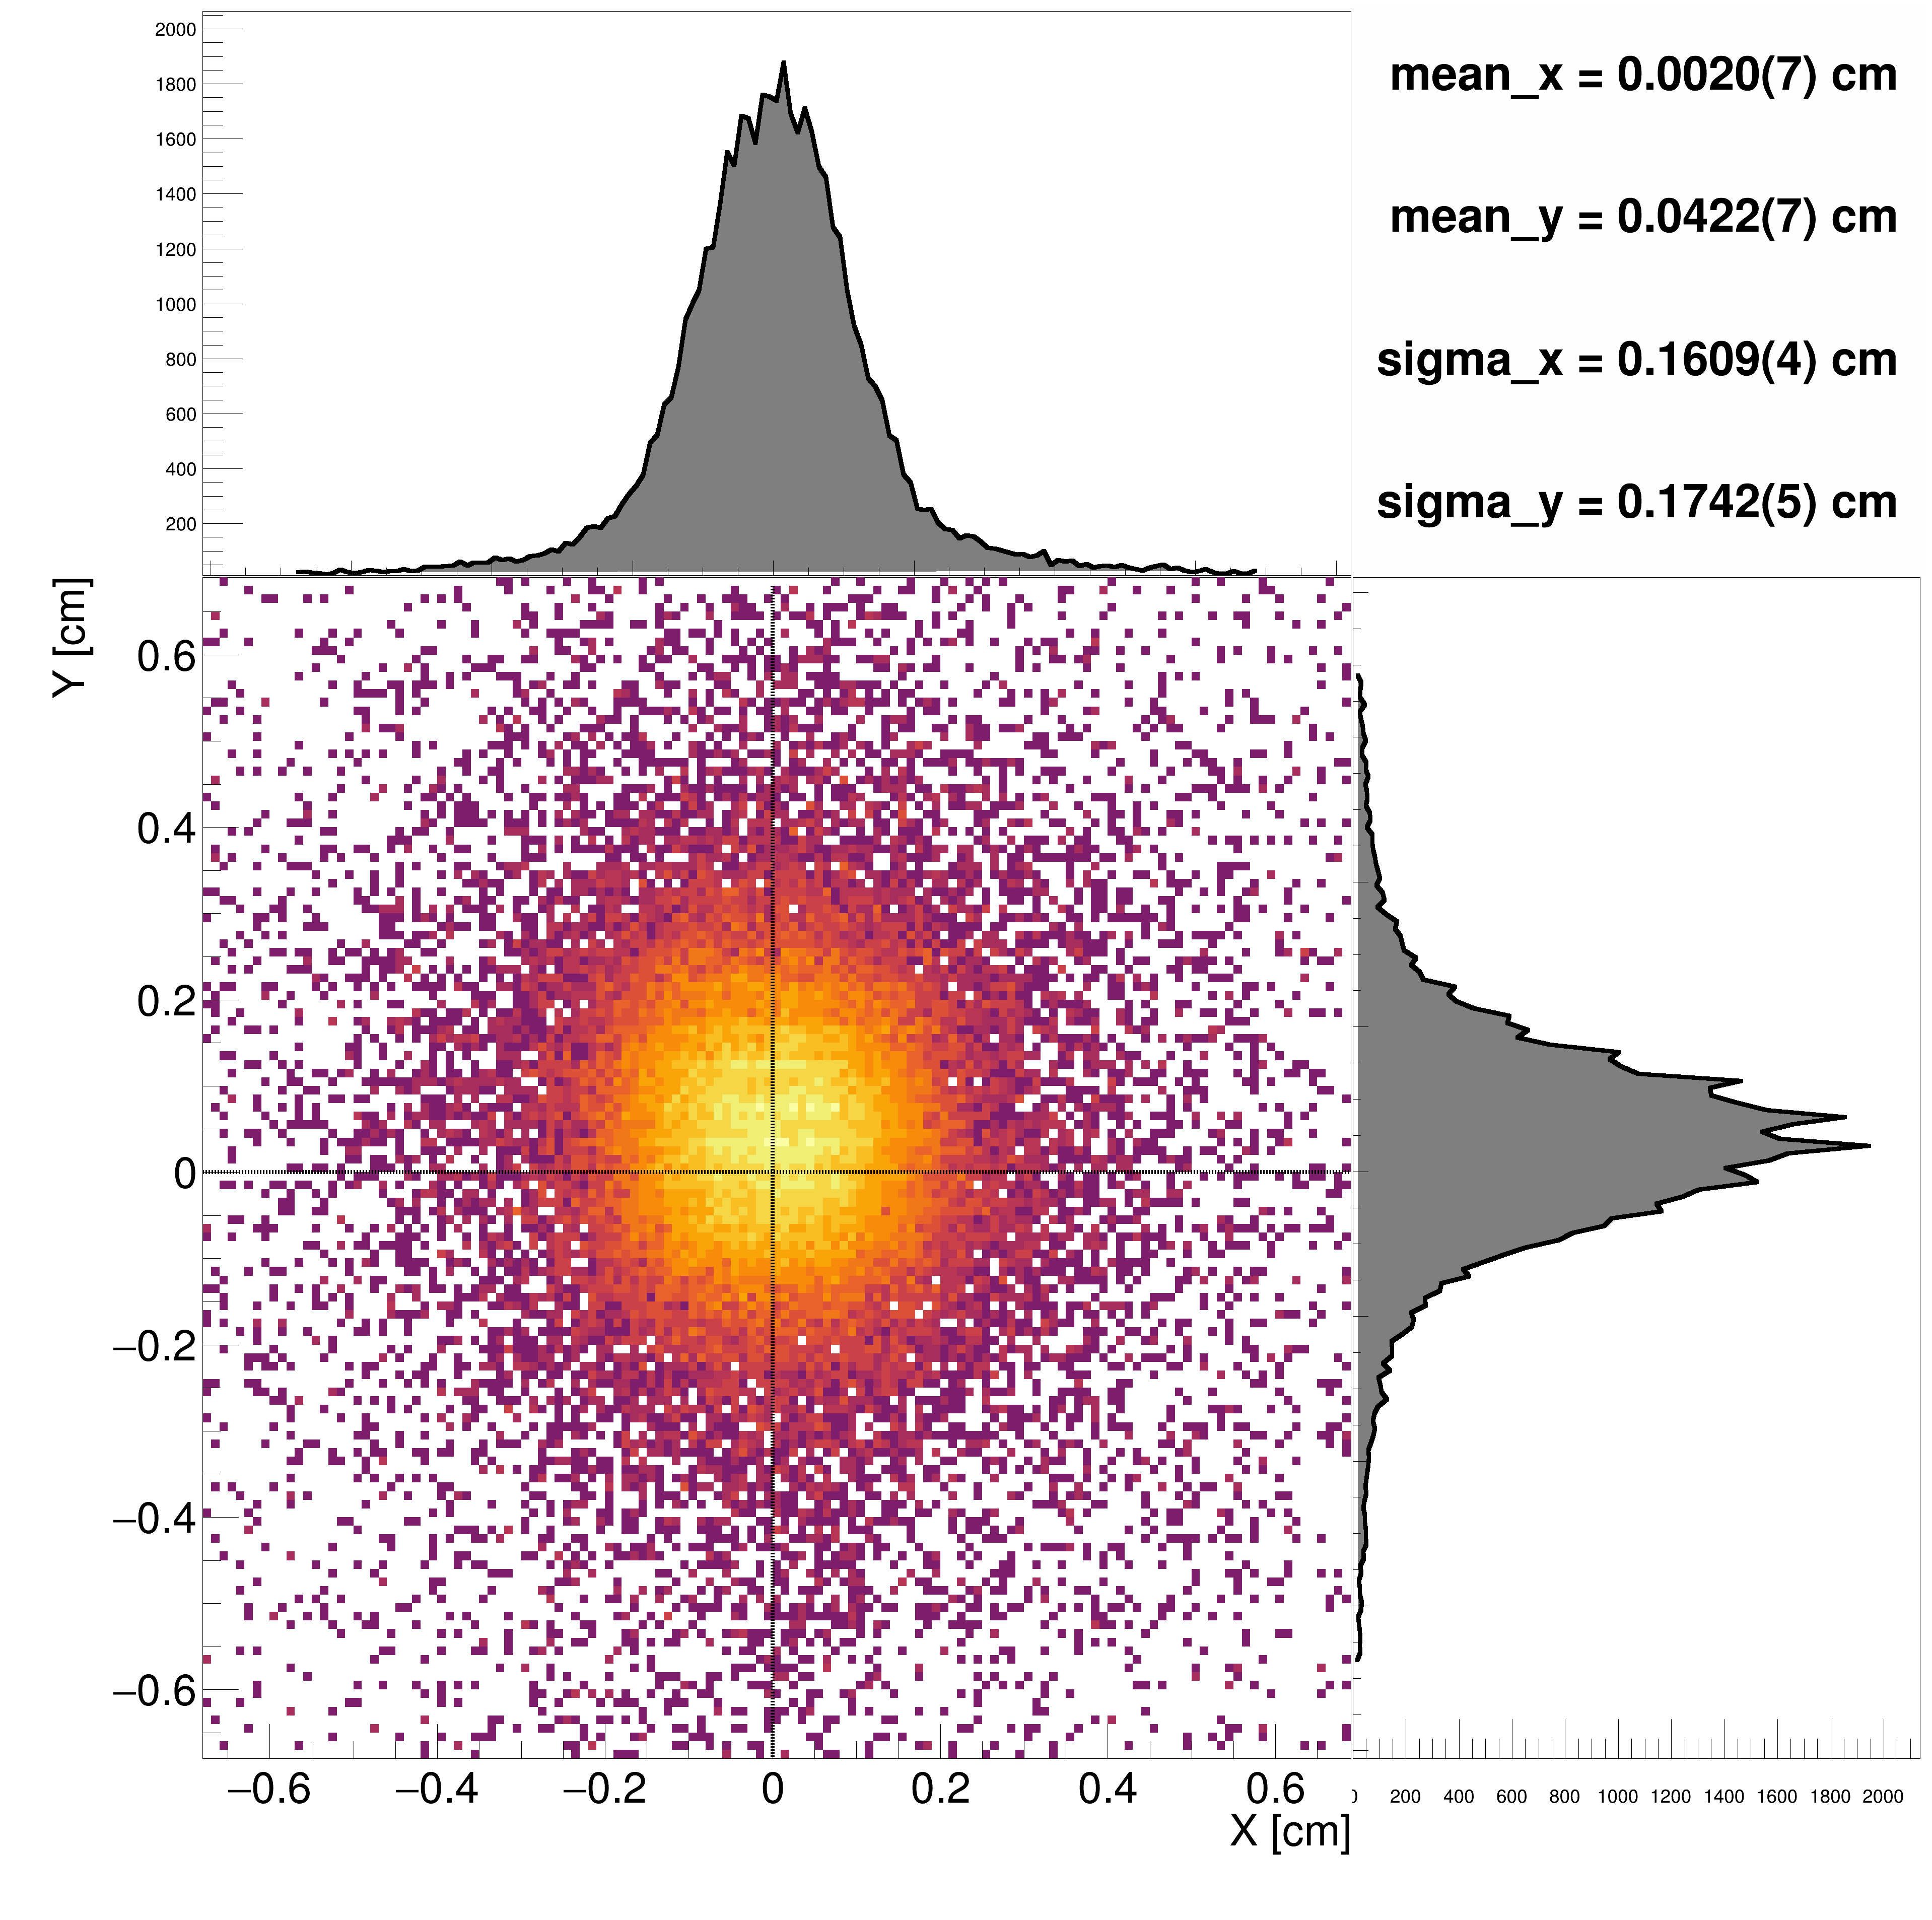 2000
1800
1600
1400
1200
1000
800
600
400
200
mean_x = 0.0020(7) cm
mean_y = 0.0422(7) cm
sigma_x = 0.1609(4) cm
sigma_y = 0.1742(5) cm
Y [cm]
0.6
0.4
0.2
0
−0.2
−0.4
−0.6
−0.6 −0.4 −0.2 0 0.2 0.4 0.6
0 200 400 600 800 1000 1200 1400 1600 1800 2000
X [cm]